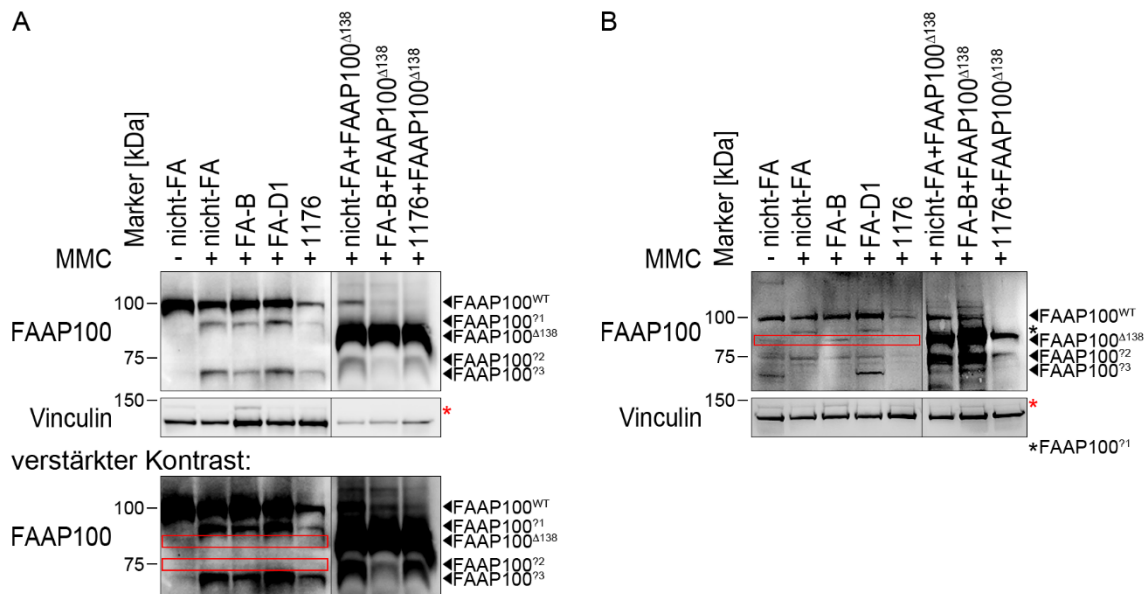 A
Marker [kDa]
nicht-FA
nicht-FA
FA-B
FA-D1
1176
nicht-FA+FAAP100Δ138
FA-B+FAAP100Δ138
1176+FAAP100Δ138
MMC - + + + + + + +
FAAP100
100
75
◀FAAP100WT
◀FAAP100?1
◀FAAP100Δ138
◀FAAP100?2
◀FAAP100?3
Vinculin
150
*
verstärkter Kontrast:
FAAP100
100
75
◀FAAP100WT
◀FAAP100?1
◀FAAP100Δ138
◀FAAP100?2
◀FAAP100?3
B
Marker [kDa]
nicht-FA
nicht-FA
FA-B
FA-D1
1176
nicht-FA+FAAP100Δ138
FA-B+FAAP100Δ138
1176+FAAP100Δ138
MMC - + + + + + + +
FAAP100
100
75
◀FAAP100WT
*
◀FAAP100Δ138
◀FAAP100?2
◀FAAP100?3
Vinculin
150
*
*FAAP100?1